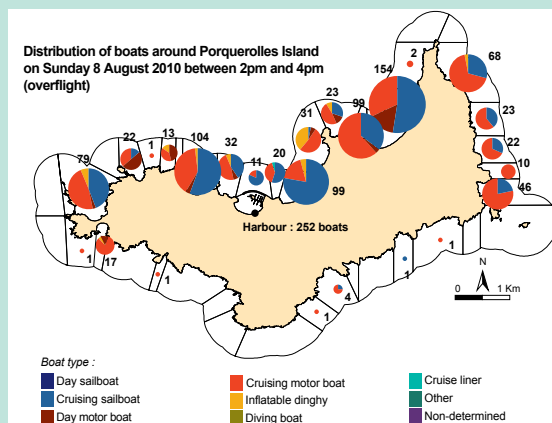 Distribution of boats around Porquerolles Island
on Sunday 8 August 2010 between 2pm and 4pm
(overflight)
2
68
154
99
23
31
23
22
10
46
13
22
1
104
32
20
11
79
99
Harbour : 252 boats
1
17
1
1
1
4
1
N
0 1 Km
Boat type :
Day sailboat
Cruising sailboat
Day motor boat
Cruising motor boat
Inflatable dinghy
Diving boat
Cruise liner
Other
Non-determined